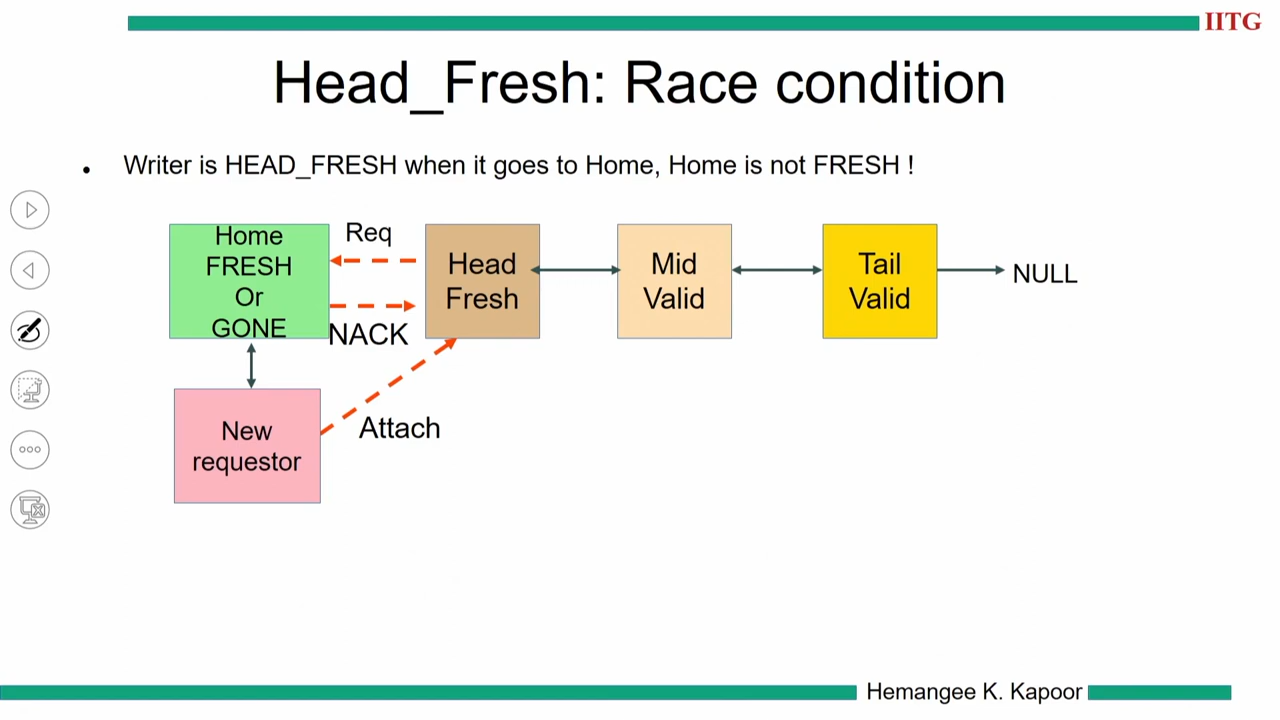 IITG
Head_Fresh: Race condition
• Writer is HEAD_FRESH when it goes to Home, Home is not FRESH !
Home
FRESH
Or
GONE
Req
NACK
Head
Fresh
Mid
Valid
Tail
Valid
NULL
New
requestor
Attach
Hemangee K. Kapoor